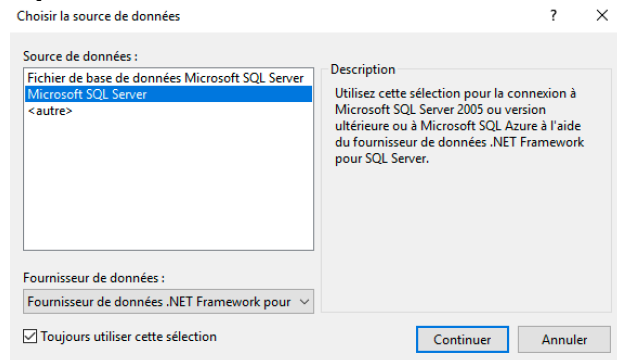 Choisir la source de données
Source de données :
Fichier de base de données Microsoft SQL Server
Microsoft SQL Server
<autre>
Description
Utilisez cette sélection pour la connexion à
Microsoft SQL Server 2005 ou version
ultérieure ou à Microsoft SQL Azure à l'aide
du fournisseur de données .NET Framework
pour SQL Server.
Fournisseur de données :
Fournisseur de données .NET Framework pour
Toujours utiliser cette sélection
Continuer
Annuler